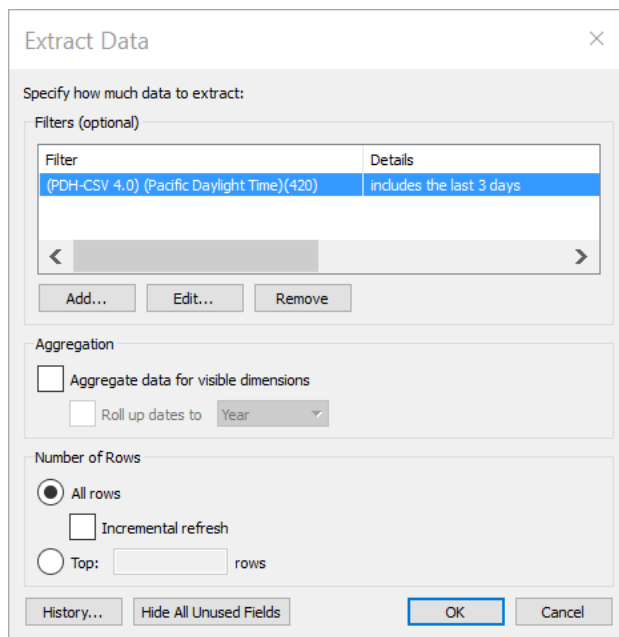 Extract Data
Specify how much data to extract:
Filters (optional)
Filter Details
(PDH-CSV 4.0) (Pacific Daylight Time)(420) includes the last 3 days
Add... Edit... Remove
Aggregation
Aggregate data for visible dimensions
Roll up dates to Year
Number of Rows
All rows
Incremental refresh
Top: rows
History... Hide All Unused Fields OK Cancel